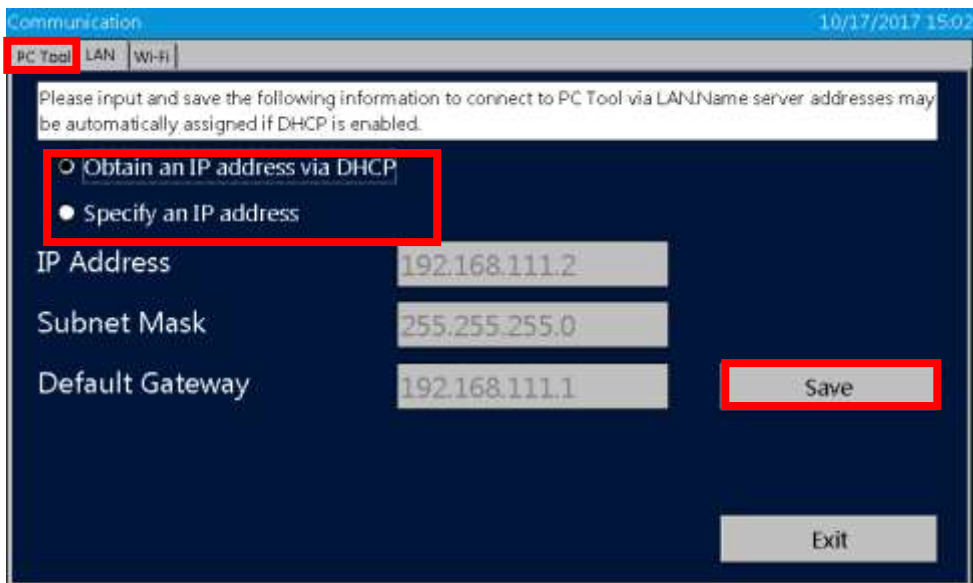 Communication 10/17/2017 15:02
PC Tool LAN Wi-Fi
Please input and save the following information to connect to PC Tool via LAN.Name server addresses may
be automatically assigned if DHCP is enabled.
Obtain an IP address via DHCP
Specify an IP address
IP Address 192.168.111.2
Subnet Mask 255.255.255.0
Default Gateway 192.168.111.1 Save
Exit